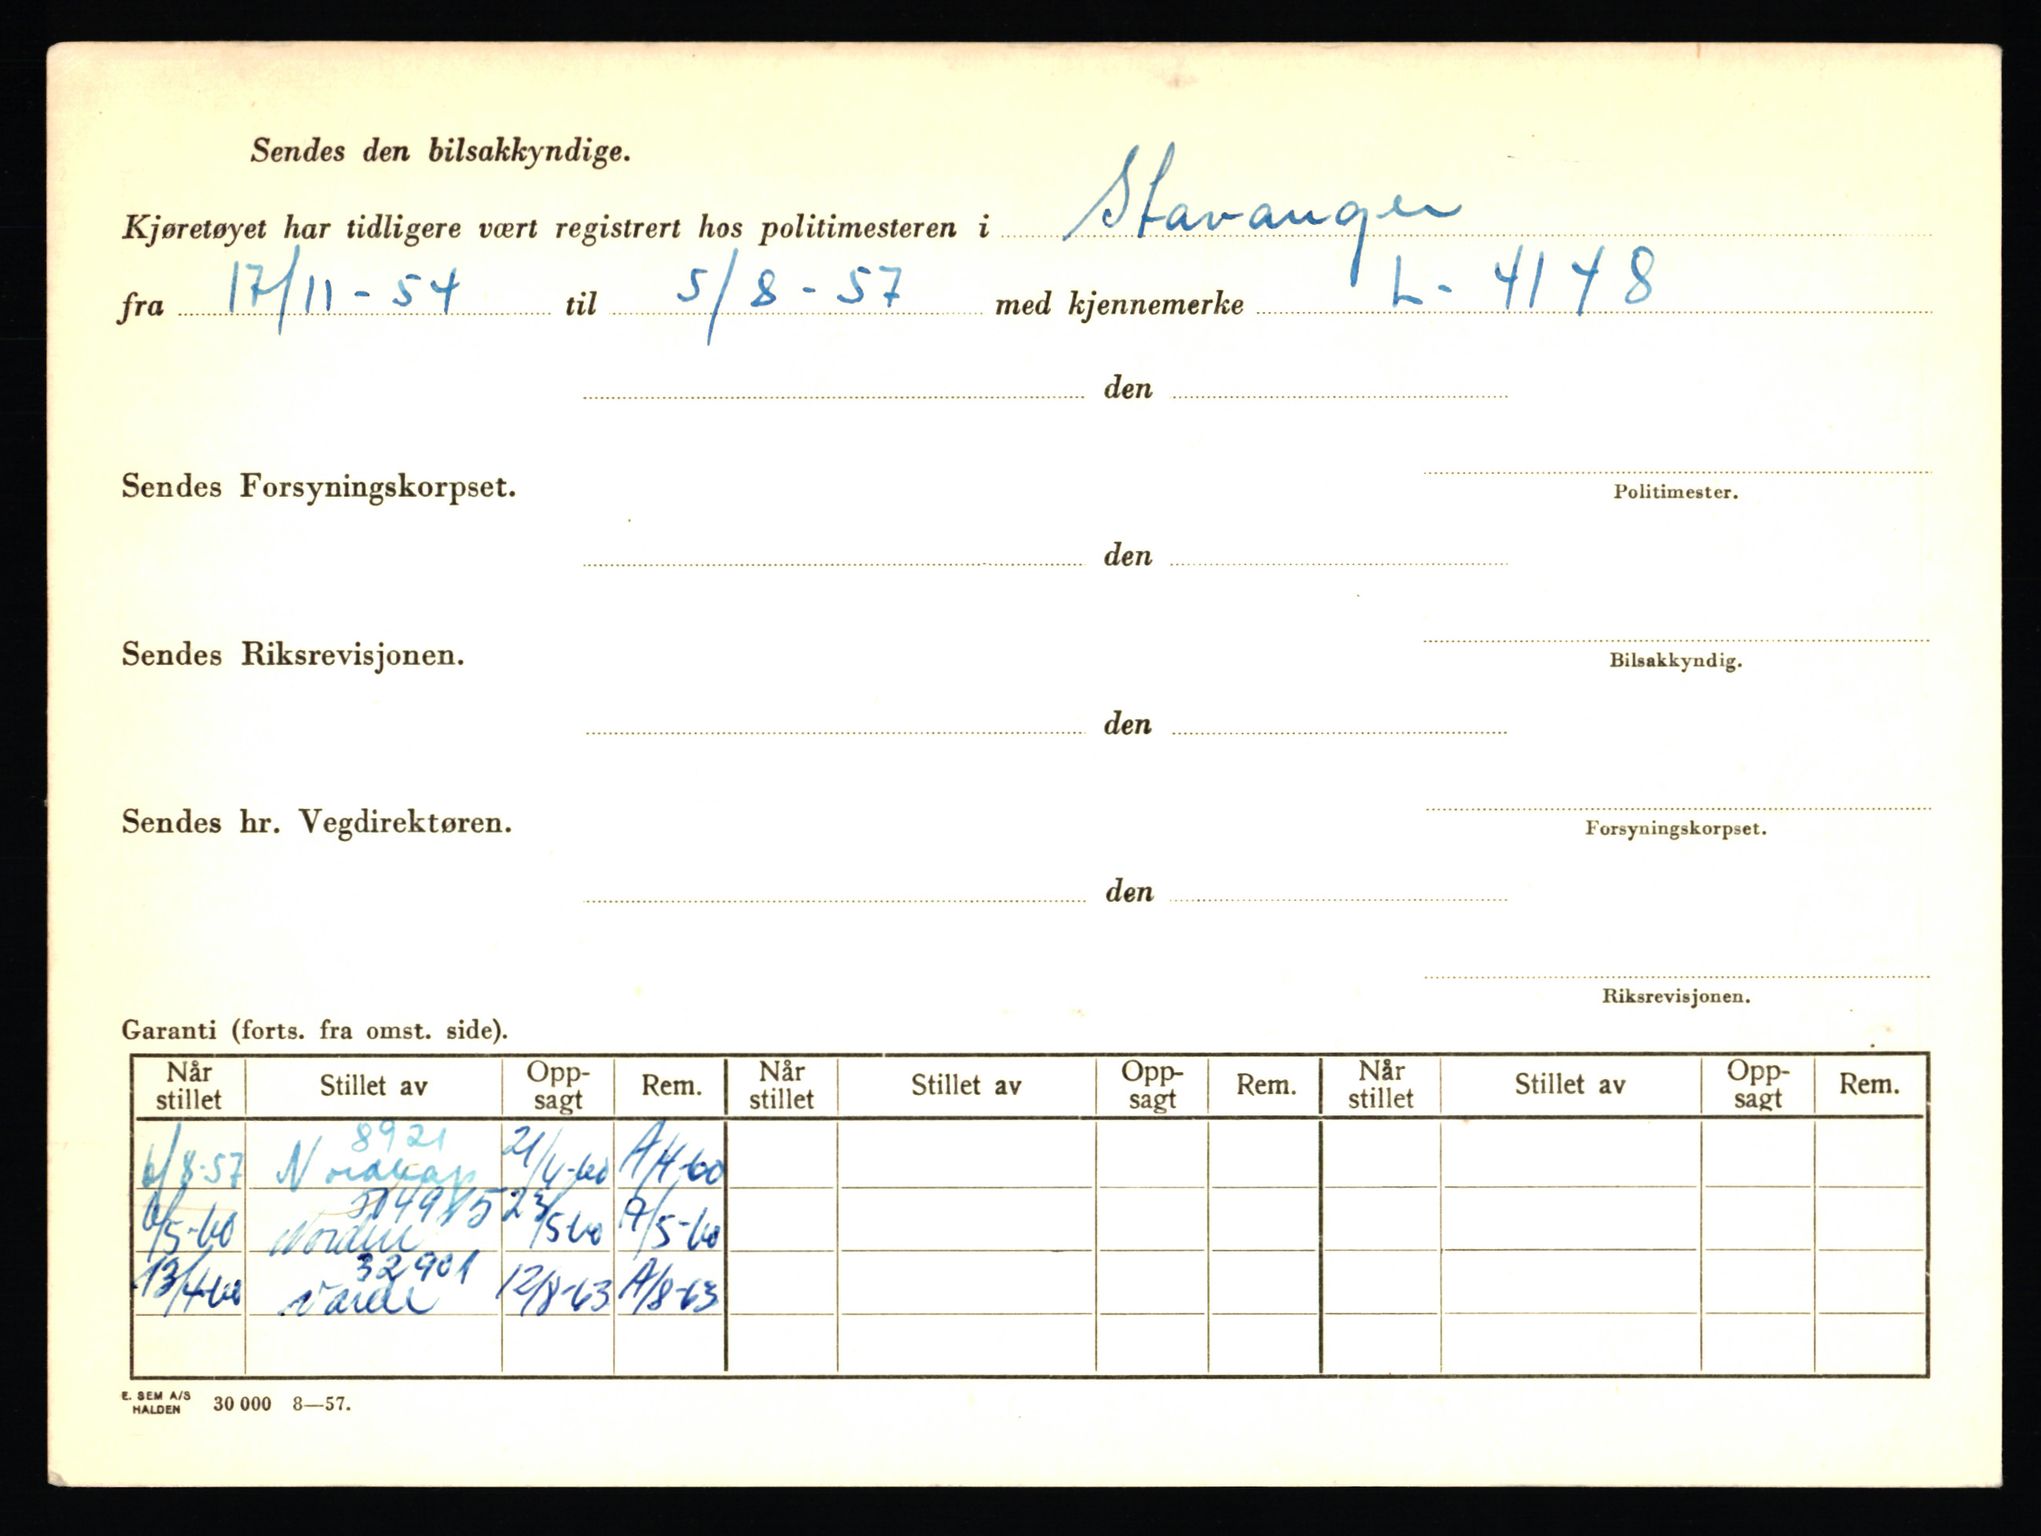 Sendes den bilsakkyndige.
Kjøretøyet har tidligere vært registrert hos politimesteren i Stavanger
fra 17/11-54 til 5/8-57 med kjennemerke L-4148
den
Politimester.
Sendes Forsyningskorpset.
den
Bilsakkyndig.
Sendes Riksrevisjonen.
den
Forsyningskorpset.
Sendes hr. Vegdirektøren.
den
Riksrevisjonen.
Garanti (forts. fra omst. side).
Når stillet Stillet av Opp-sagt Rem. Når stillet Stillet av Opp-sagt Rem. Når stillet Stillet av Opp-sagt Rem.
8921
6/8-57 Nordkap 21/4-60 A/4-60
6/5-60 Norden 23/5-60 A/5-60
32901
13/4-60 Varde 12/8-63 A/8-63
E. SEM A/S
HALDEN 30 000 8—57.